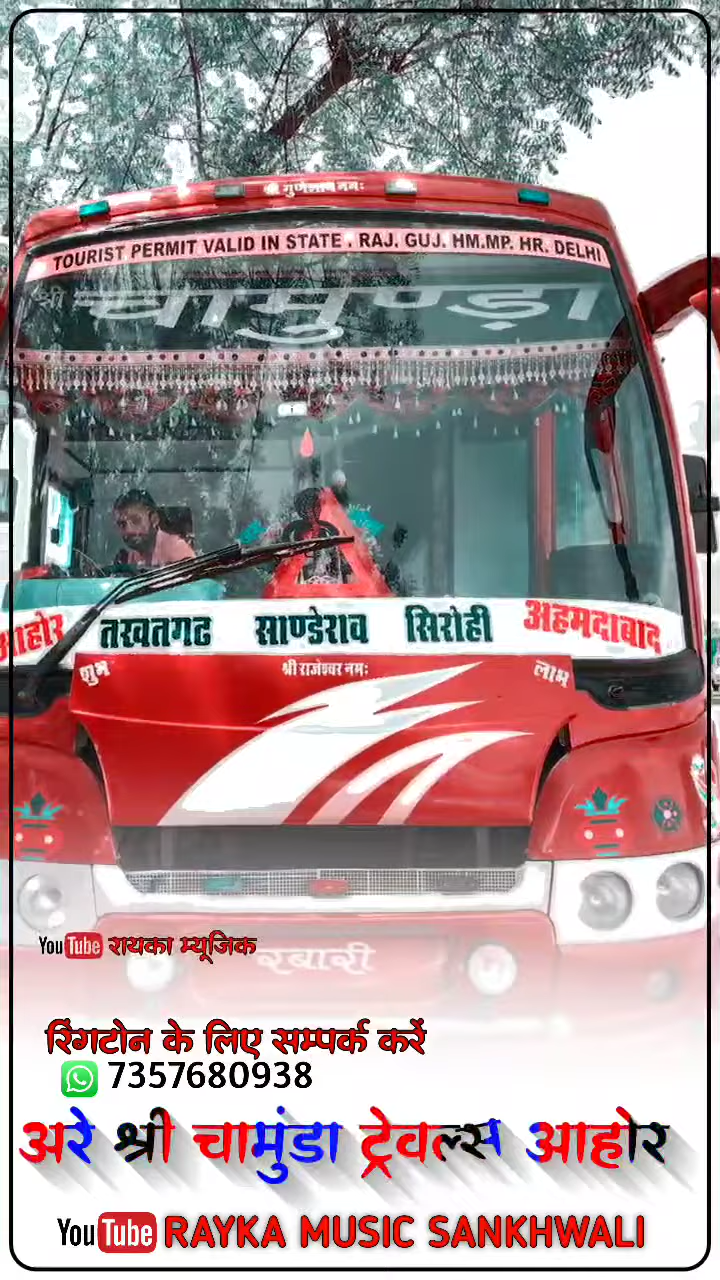 श्री गणेशाय नमः
TOURIST PERMIT VALID IN STATE . RAJ. GUJ. HM.MP. HR. DELHI
श्री चामुण्ड़ा
आहोर तखतगढ साण्डेराव सिरोही अहमदाबाद
शुभ श्री राजेश्वर नमः लाभ
YouTube रायका म्यूजिक
रबारी
रिंगटोन के लिए सम्पर्क करें
7357680938
अरे श्री चामुंडा ट्रेवल्स आहोर
YouTube RAYKA MUSIC SANKHWALI